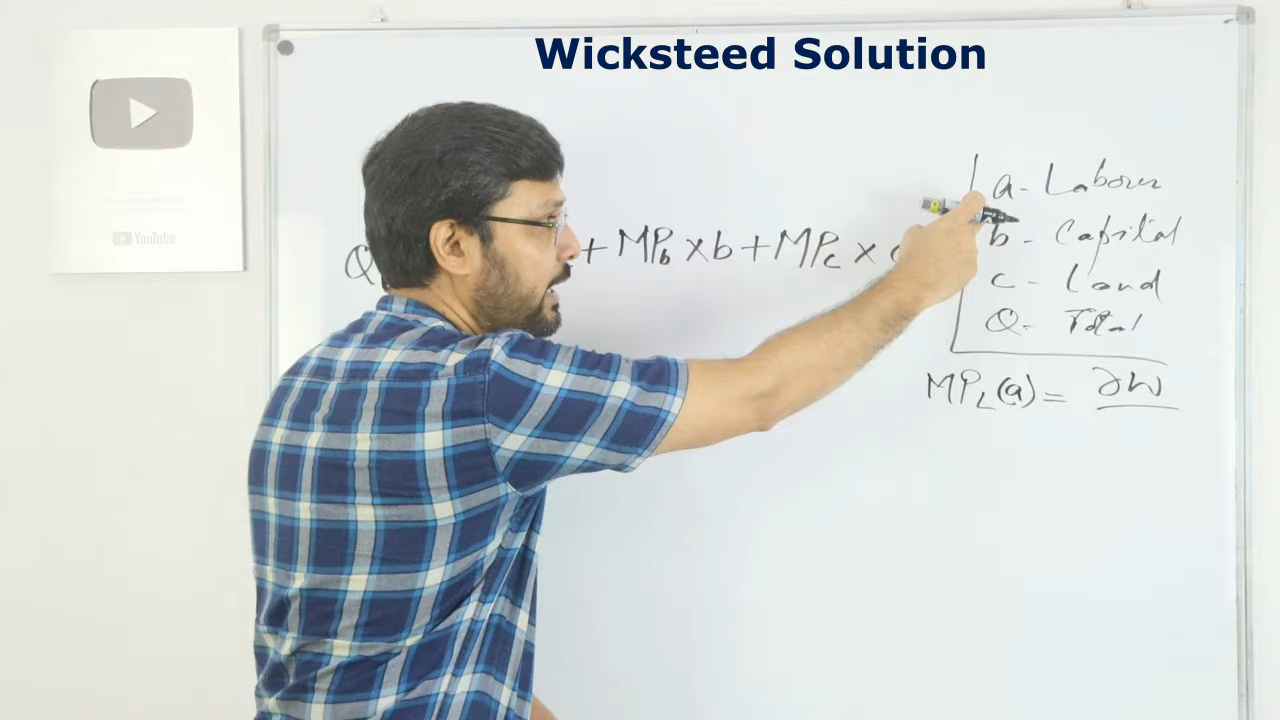 Wicksteed Solution
YouTube
a - Labour
b - Capital
Q + MPb × b + MPc × c
c - Land
Q - Total
MPL(a) = ∂W